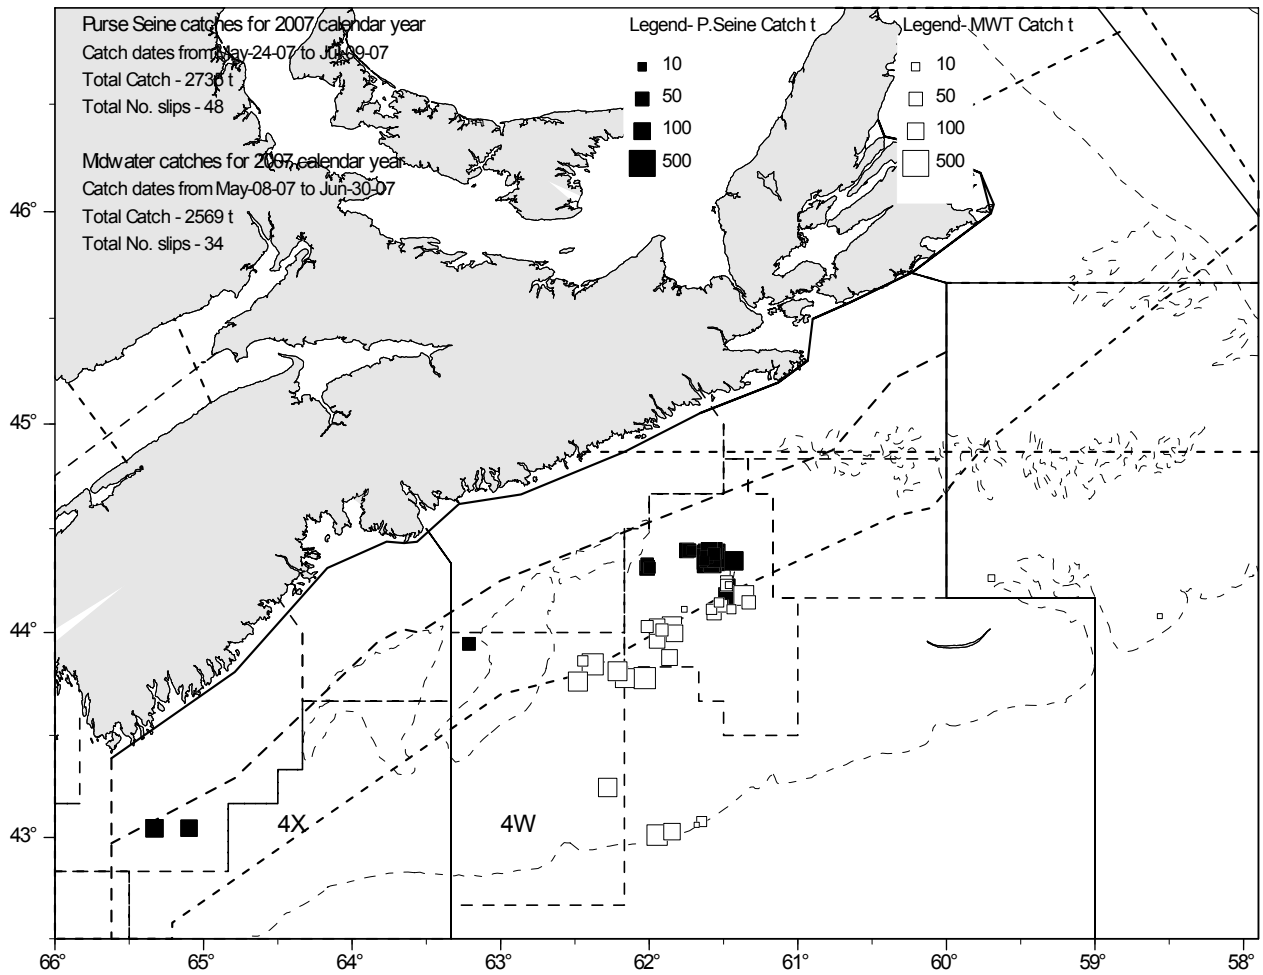 Purse Seine catches for 2007 calendar year
Catch dates from May-24-07 to Jul-09-07
Total Catch - 2736 t
Total No. slips - 48
Midwater catches for 2007 calendar year
Catch dates from May-08-07 to Jun-30-07
Total Catch - 2569 t
Total No. slips - 34
Legend- P.Seine Catch t
10
50
100
500
Legend- MWT Catch t
10
50
100
500
46°
45°
44°
43°
4X
4W
66°
65°
64°
63°
62°
61°
60°
59°
58°